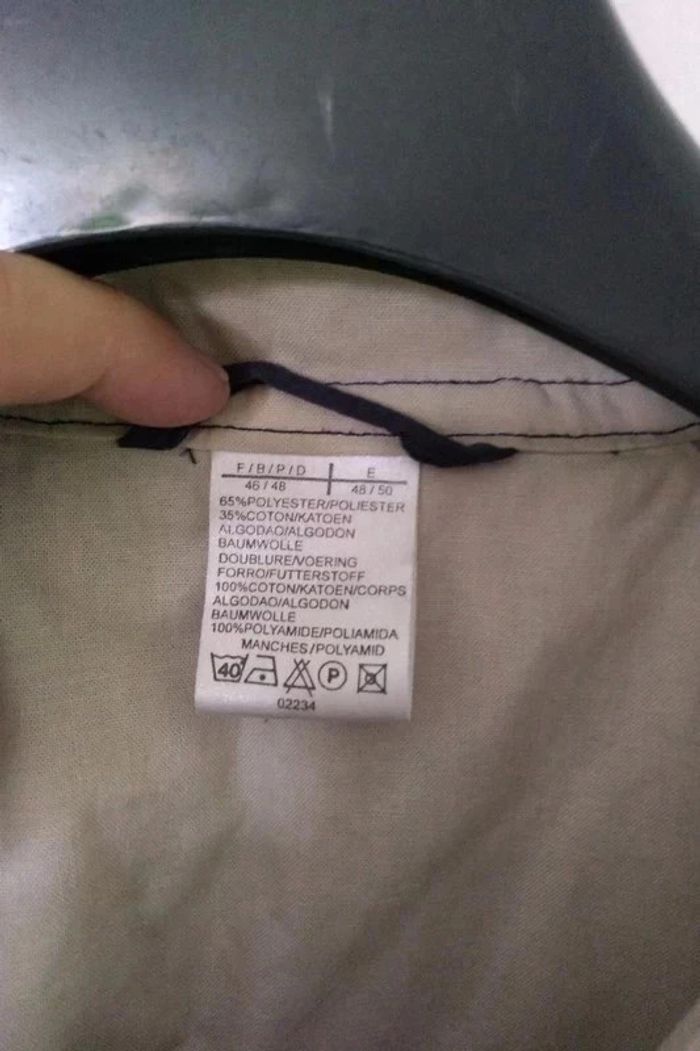 F/B/P/D E
46/48 48/50
65%POLYESTER/POLIESTER
35%COTON/KATOEN
ALGODAO/ALGODON
BAUMWOLLE
DOUBLURE/VOERING
FORRO/FUTTERSTOFF
100%COTON/KATOEN/CORPS
ALGODAO/ALGODON
BAUMWOLLE
100%POLYAMIDE/POLIAMIDA
MANCHES/POLYAMID
40 P
02234